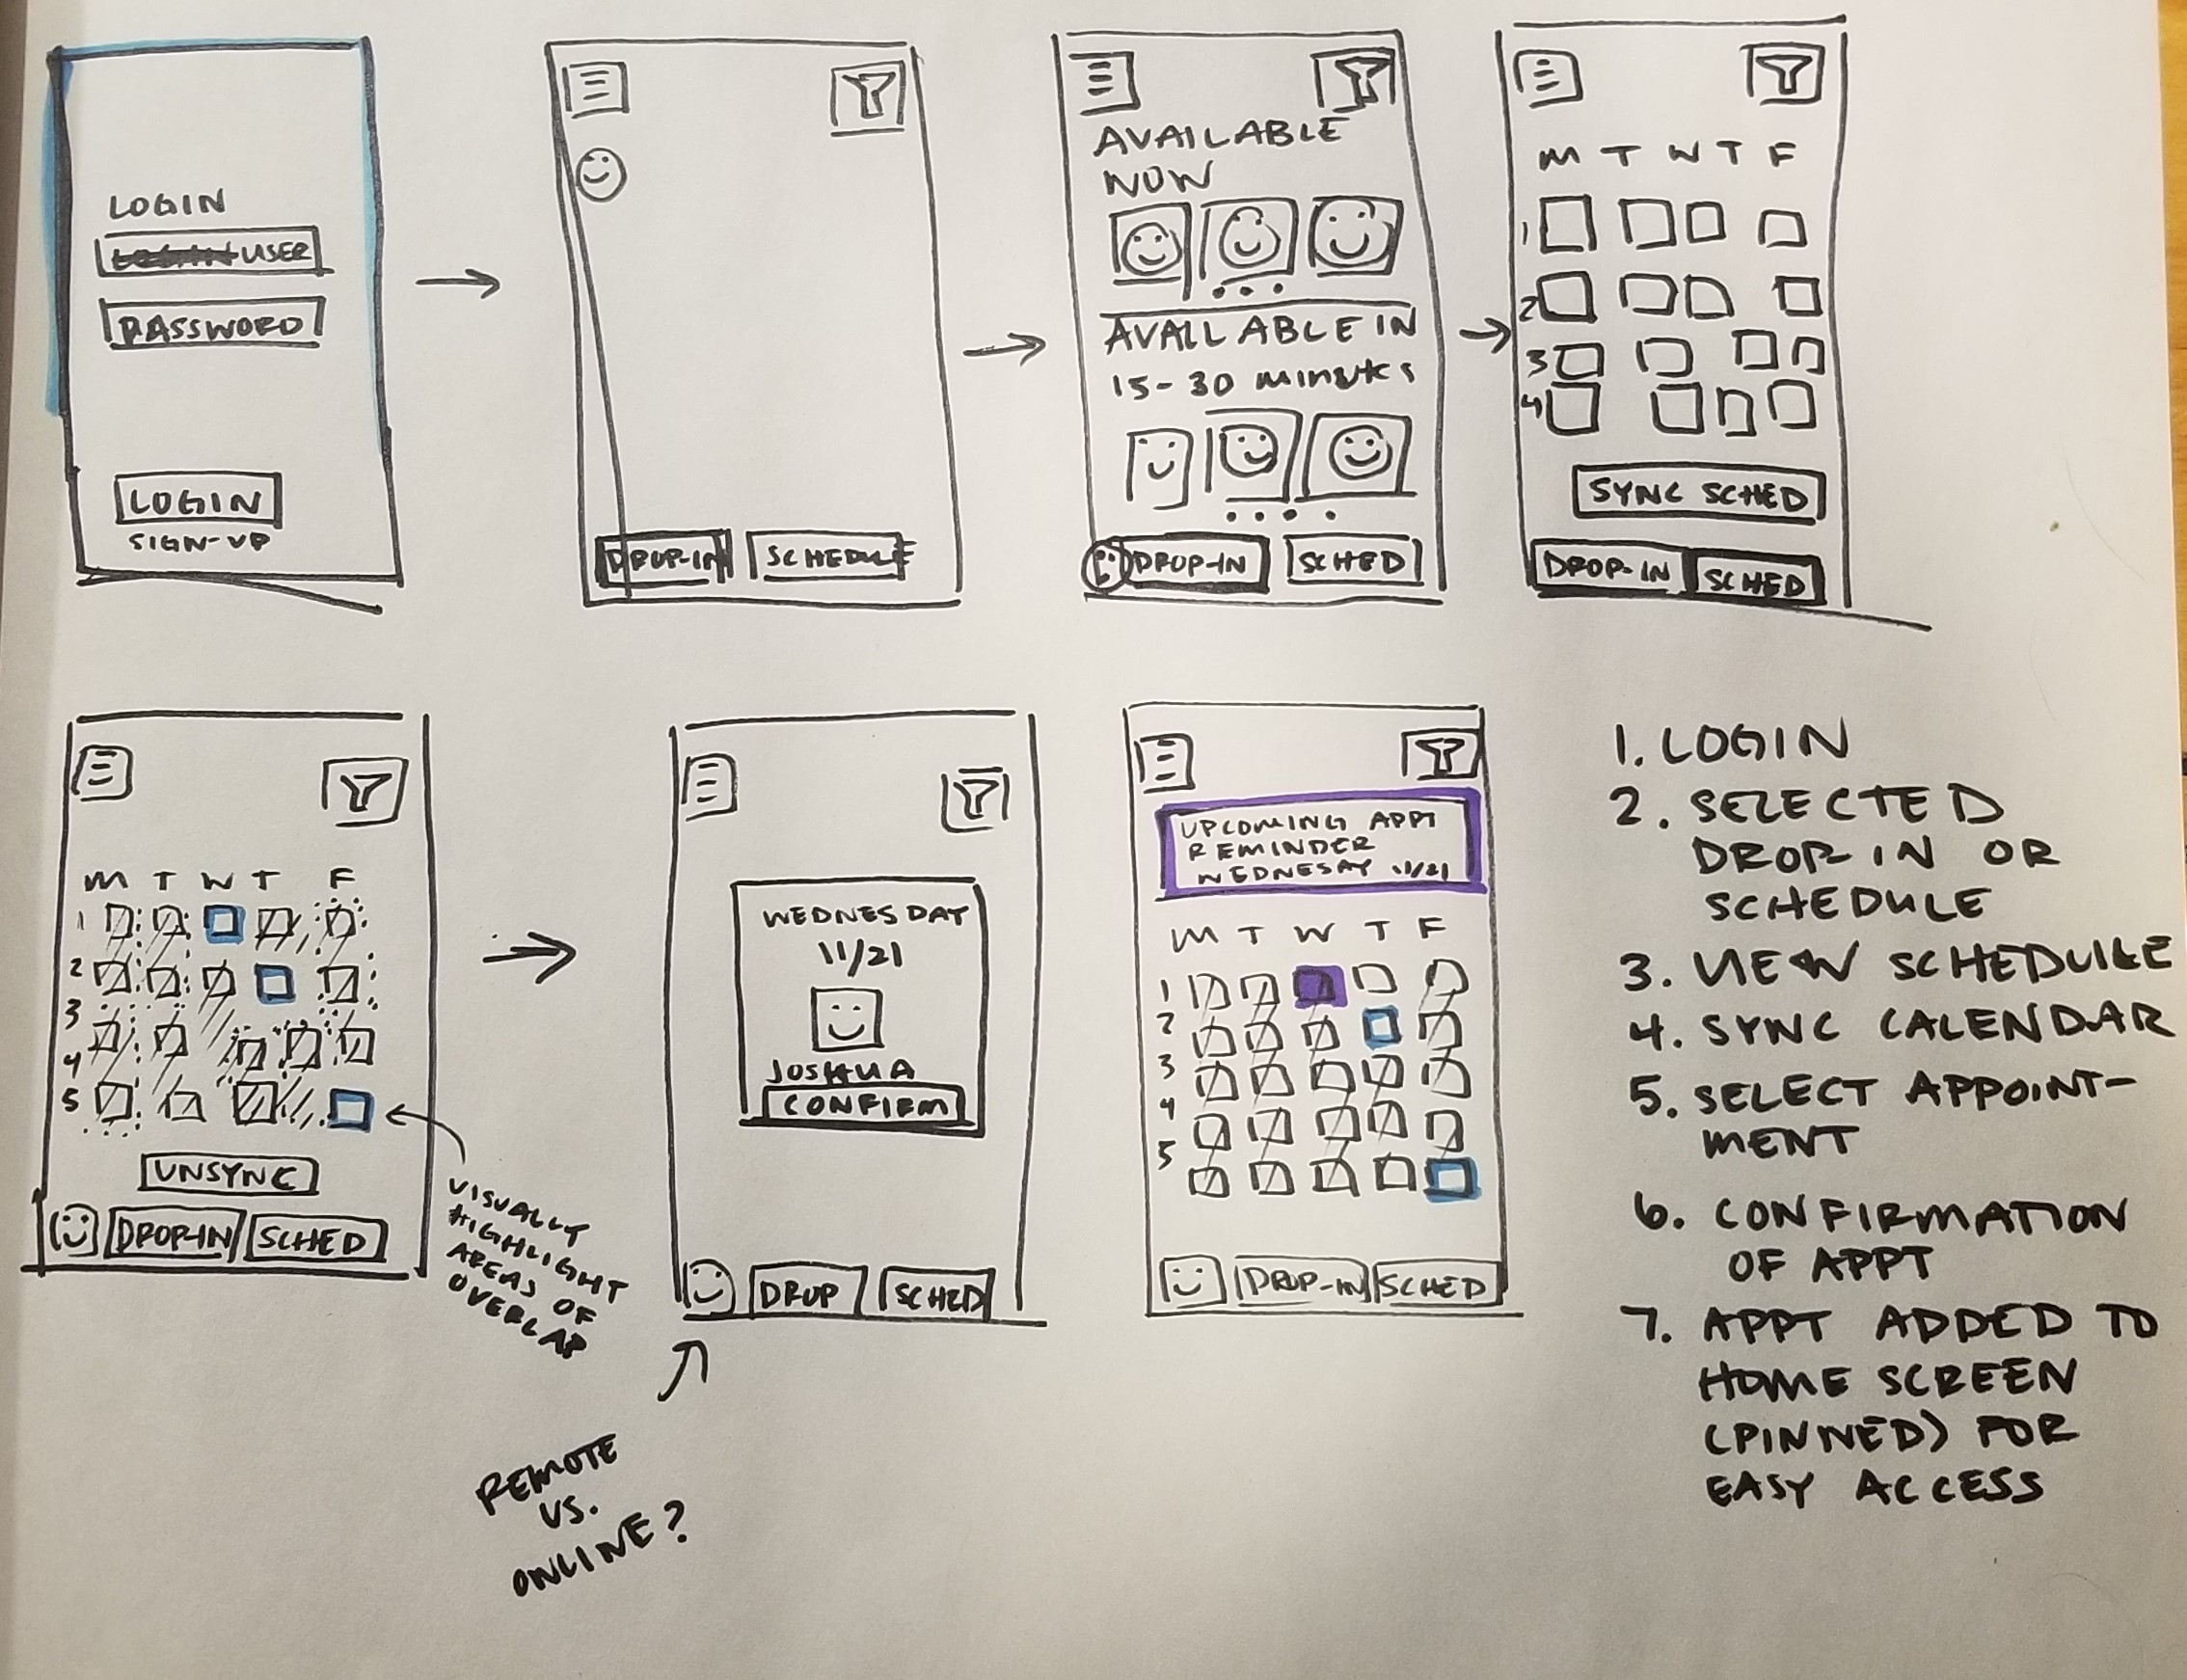 LOGIN
USER
PASSWORD
LOGIN
SIGN-UP
DROP-IN
SCHEDULE
AVAILABLE
NOW
AVAILABLE IN
15-30 minutes
DROP-IN
SCHED
M T W T F
1
2
3
4
SYNC SCHED
DROP-IN
SCHED
M T W T F
1
2
3
4
5
UNSYNC
DROP-IN
SCHED
VISUALLY
HIGHLIGHT
AREAS OF
OVERLAP
WEDNESDAY
11/21
JOSHUA
CONFIRM
DROP
SCHED
REMOTE
VS.
ONLINE?
UPCOMING APPT
REMINDER
WEDNESAY 11/21
M T W T F
1
2
3
4
5
DROP-IN
SCHED
1. LOGIN
2. SELECTED
DROP-IN OR
SCHEDULE
3. VIEW SCHEDULE
4. SYNC CALENDAR
5. SELECT APPOINT-
MENT
6. CONFIRMATION
OF APPT
7. APPT ADDED TO
HOME SCREEN
(PINNED) FOR
EASY ACCESS